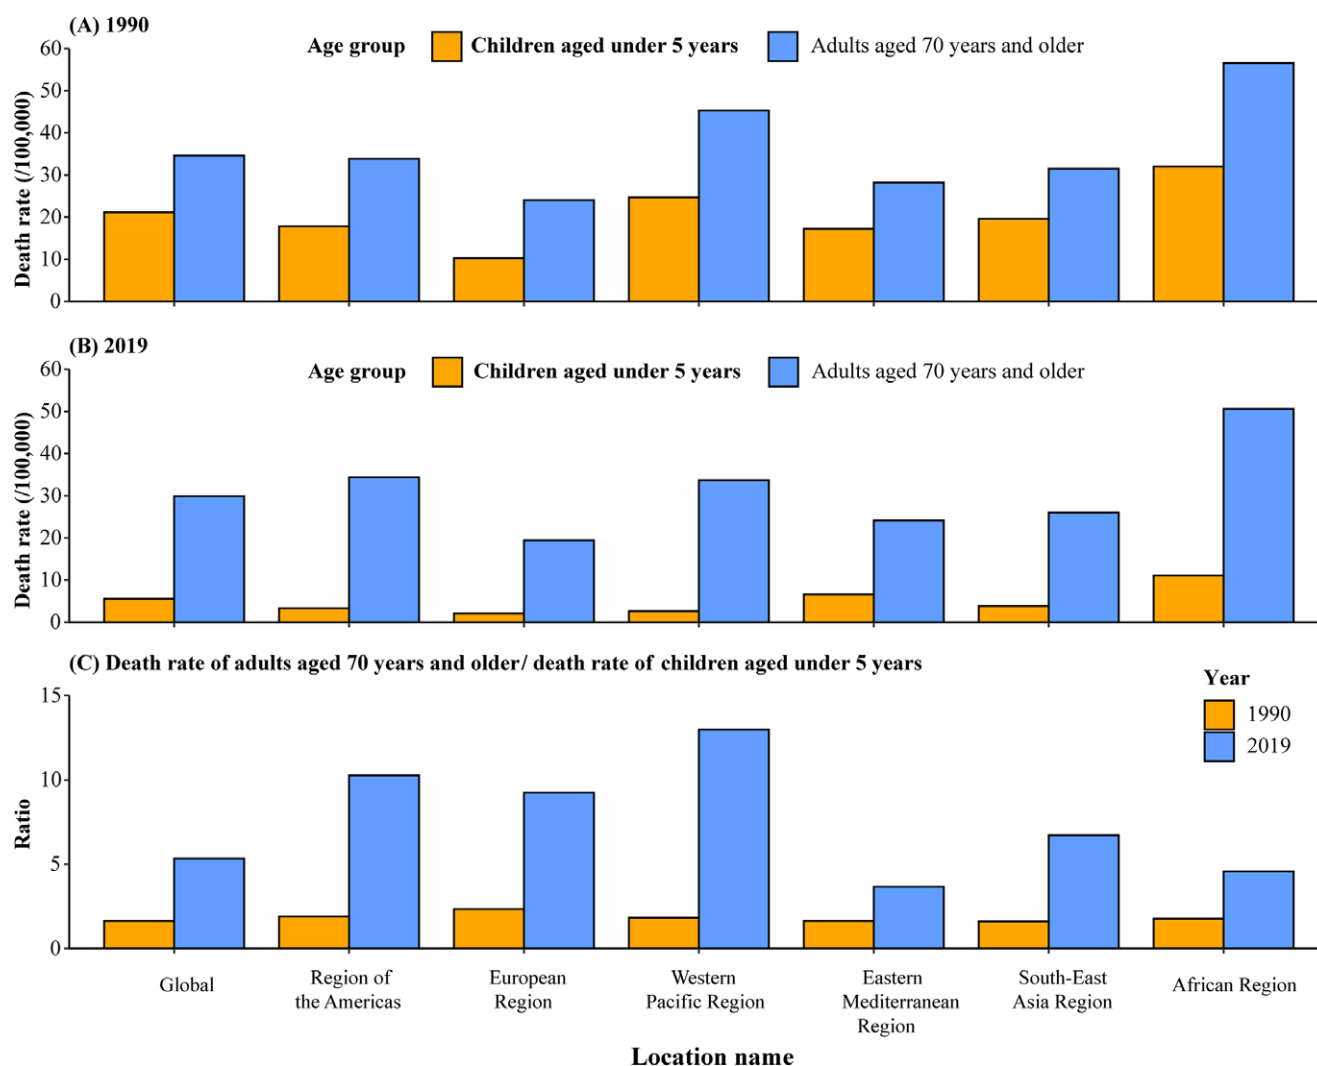 (A) 1990
Age group Children aged under 5 years Adults aged 70 years and older
Death rate (/100,000)
60
50
40
30
20
10
0
(B) 2019
Age group Children aged under 5 years Adults aged 70 years and older
Death rate (/100,000)
60
50
40
30
20
10
0
(C) Death rate of adults aged 70 years and older/ death rate of children aged under 5 years
Year
1990
2019
Ratio
15
10
5
0
Global
Region of
the Americas
European
Region
Western
Pacific Region
Eastern
Mediterranean
Region
South-East
Asia Region
African Region
Location name